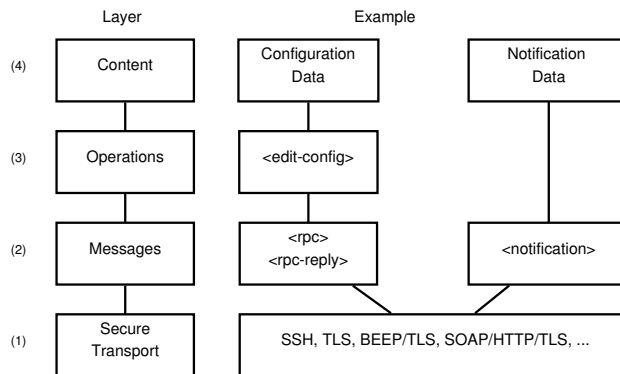 Layer Example
(4) Content Configuration Data Notification Data
(3) Operations <edit-config>
(2) Messages <rpc> <rpc-reply> <notification>
(1) Secure Transport SSH, TLS, BEEP/TLS, SOAP/HTTP/TLS, ...